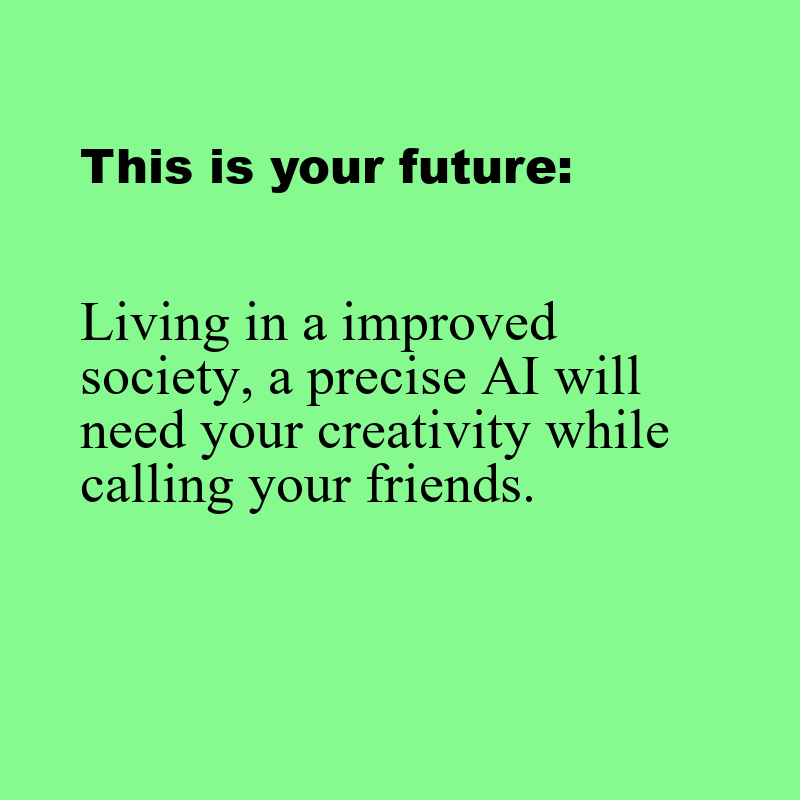 This is your future:
Living in a improved
society, a precise AI will
need your creativity while
calling your friends.